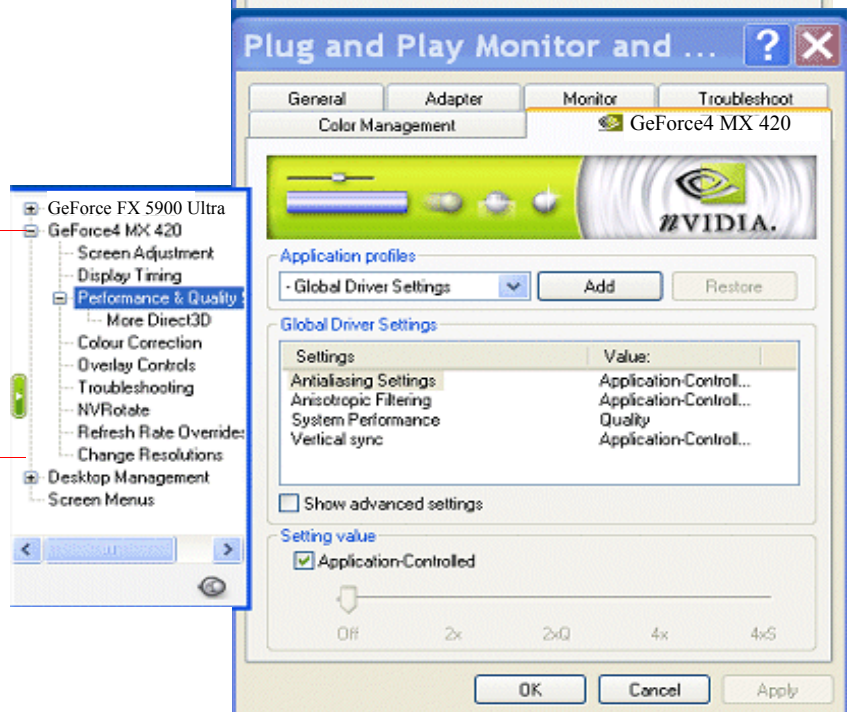 Plug and Play Monitor and ...
General Adapter Monitor Troubleshoot
Color Management GeForce4 MX 420
nVIDIA.
GeForce FX 5900 Ultra
GeForce4 MX 420
Screen Adjustment
Display Timing
Performance & Quality
More Direct3D
Colour Correction
Overlay Controls
Troubleshooting
NVRotate
Refresh Rate Overrides
Change Resolutions
Desktop Management
Screen Menus
Application profiles
- Global Driver Settings Add Restore
Global Driver Settings
Settings Value:
Antialiasing Settings Application-Controll...
Anisotropic Filtering Application-Controll...
System Performance Quality
Vertical sync Application-Controll...
Show advanced settings
Setting value
Application-Controlled
Off 2x 2xQ 4x 4xS
OK Cancel Apply